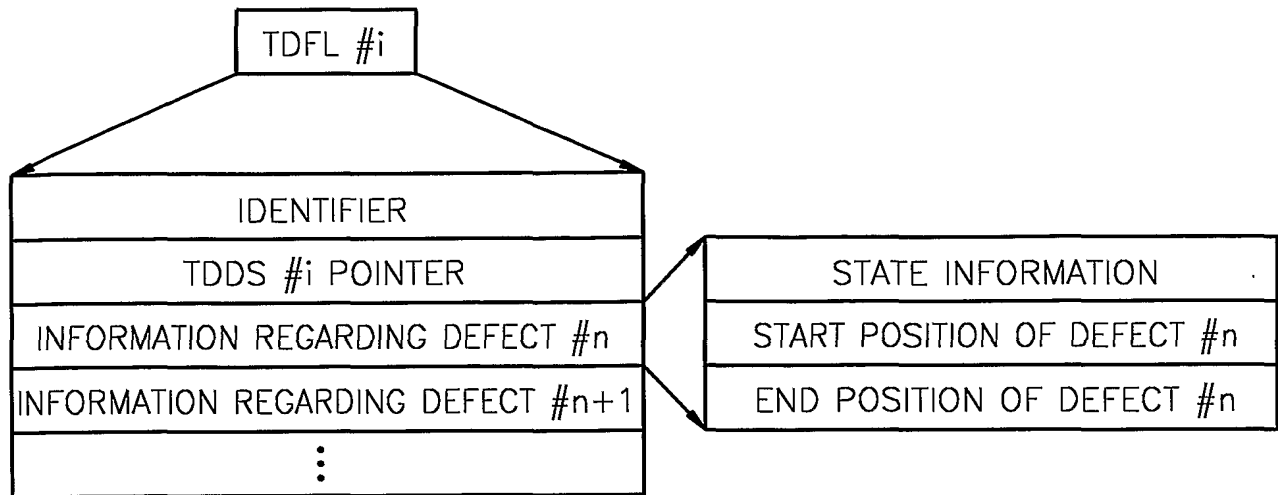 TDFL #i
IDENTIFIER
TDDS #i POINTER
INFORMATION REGARDING DEFECT #n
INFORMATION REGARDING DEFECT #n+1
⋮
STATE INFORMATION
START POSITION OF DEFECT #n
END POSITION OF DEFECT #n